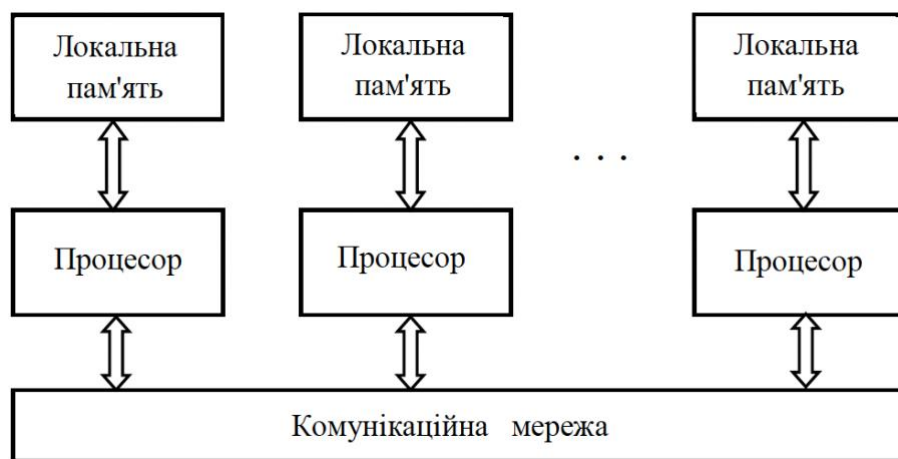 Локальна
пам'ять
Локальна
пам'ять
Локальна
пам'ять
. . .
Процесор
Процесор
Процесор
Комунікаційна мережа